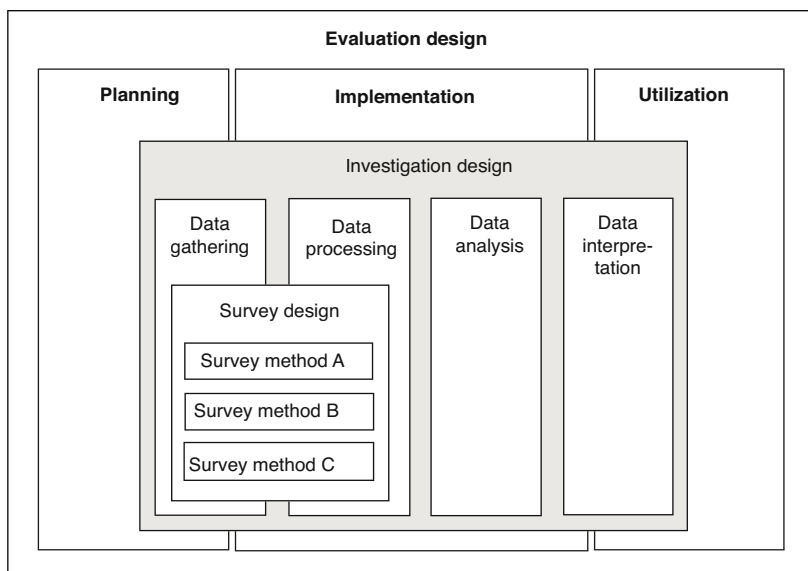 Evaluation design
Planning
Implementation
Utilization
Investigation design
Data
gathering
Data
processing
Data
analysis
Data
interpre-
tation
Survey design
Survey method A
Survey method B
Survey method C